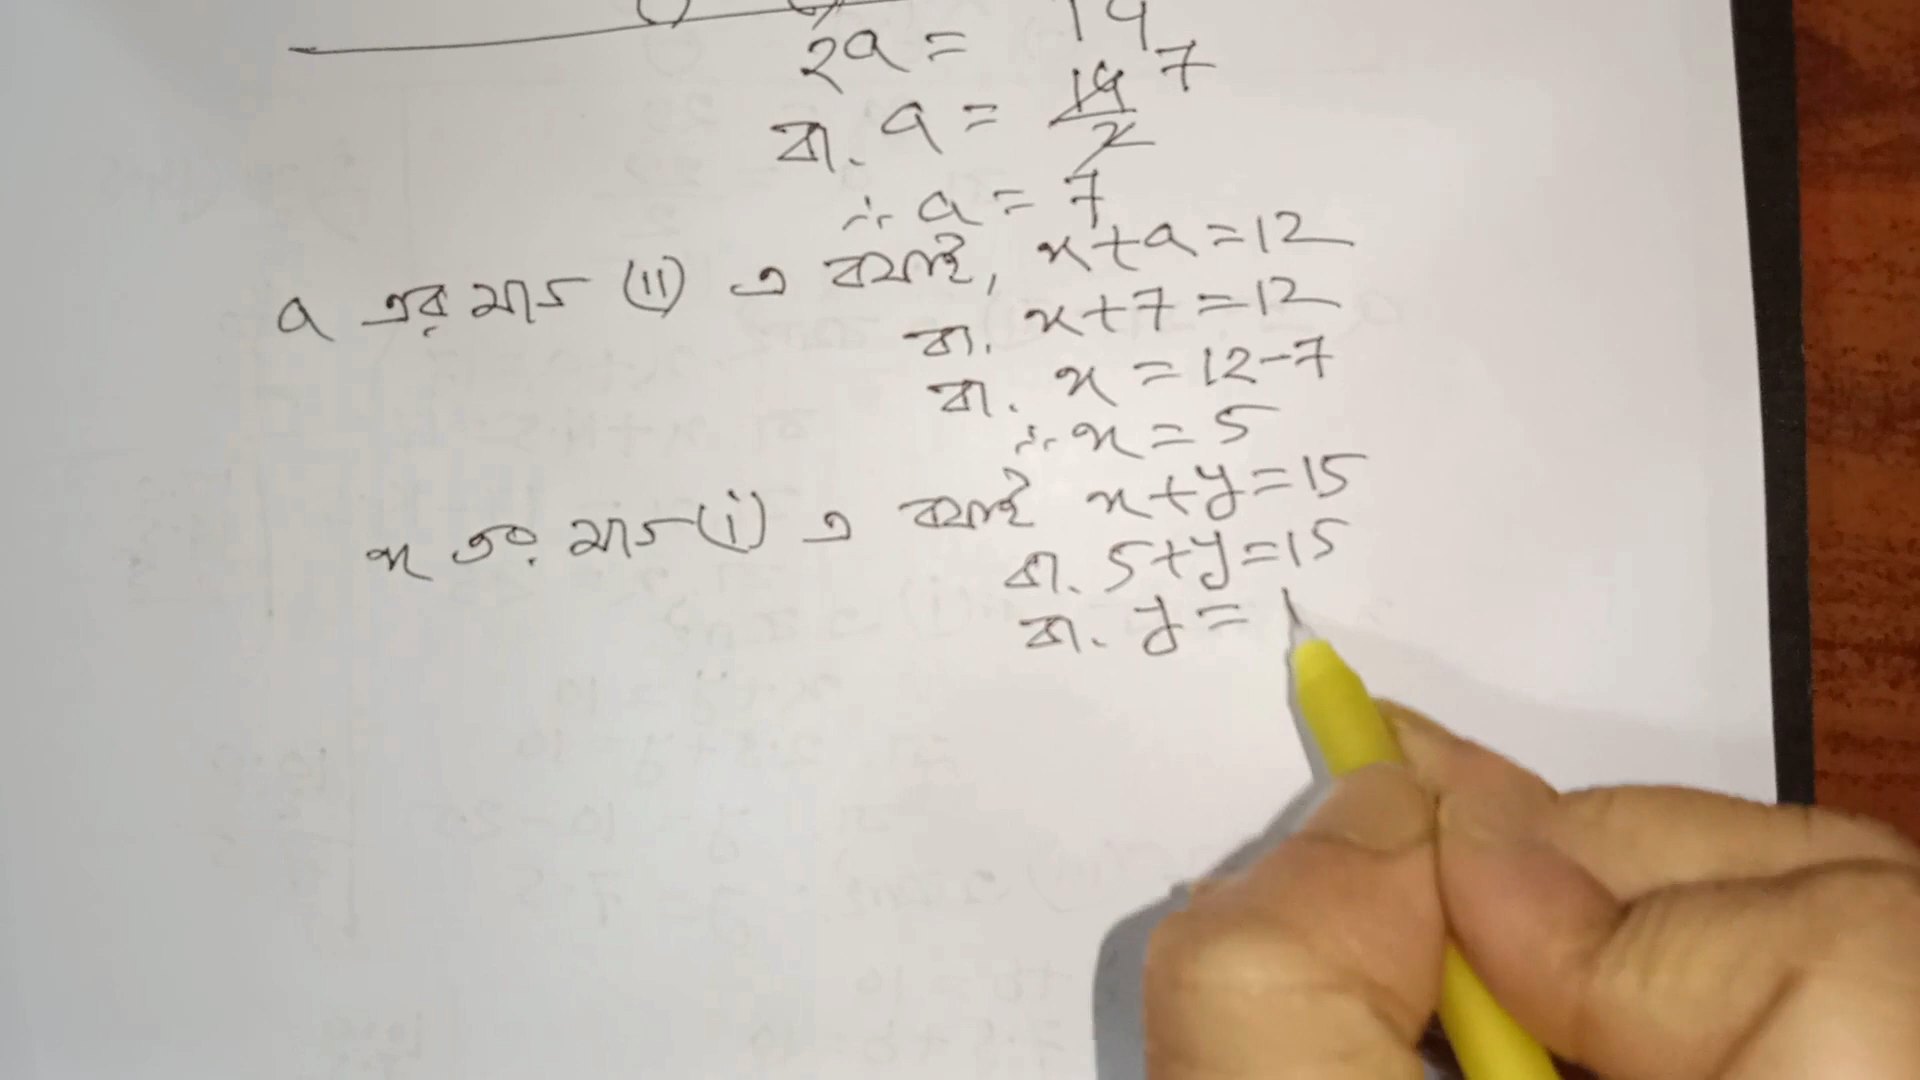 2a = 14
বা. a = 14/2 7
∴ a = 7
a এর মান (ii) এ বসাই, x+a=12
বা. x+7=12
বা. x=12-7
∴ x=5
x এর মান (i) এ বসাই x+y=15
বা. 5+y=15
বা. y=